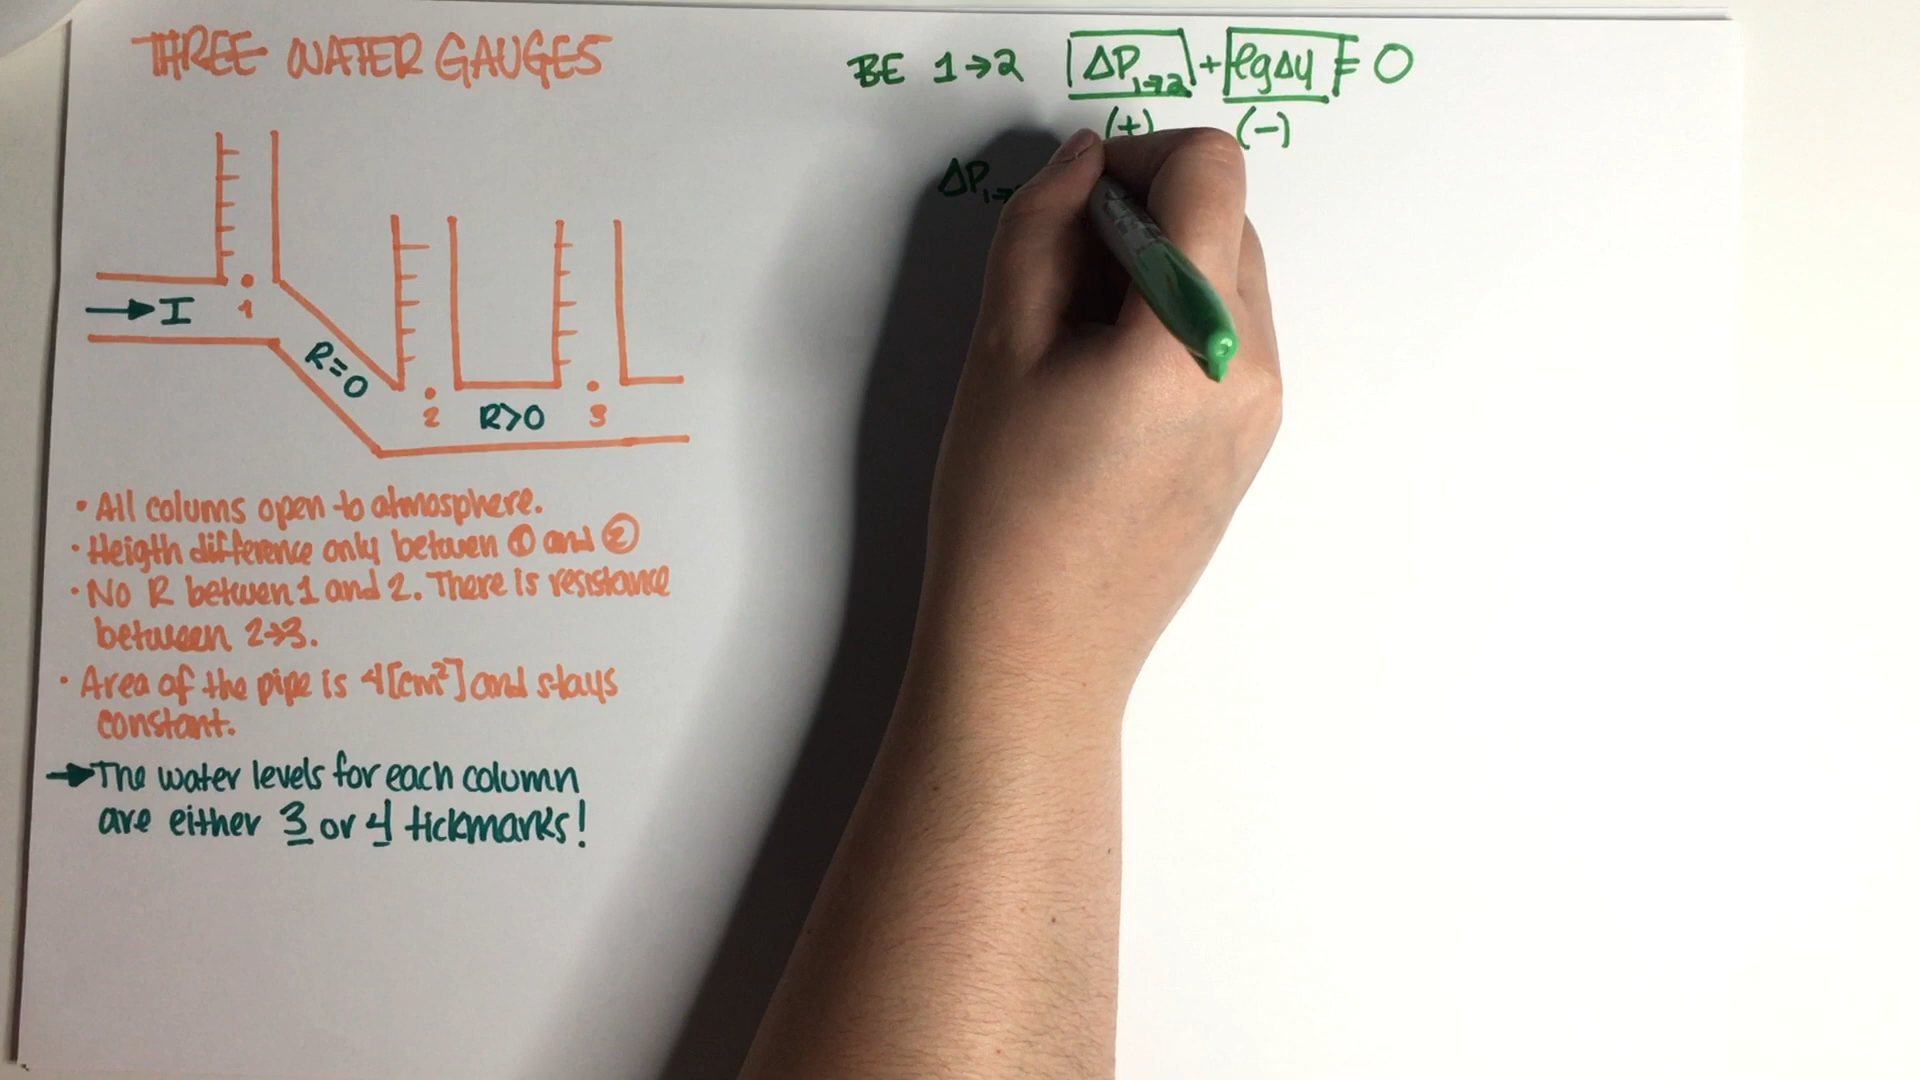 THREE WATER GAUGES
I
1
R=0
2
R>0
3
• All colums open to atmosphere.
• Heigth difference only betwen ① and ②
• No R betwen 1 and 2. There is resistance
between 2→3.
• Area of the pipe is 4[cm²] and stays
constant.
→ The water levels for each column
are either 3 or 4 tickmarks!
BE 1→2 ΔP1→2 + ρgΔy = 0
(+) (-)
ΔP1→